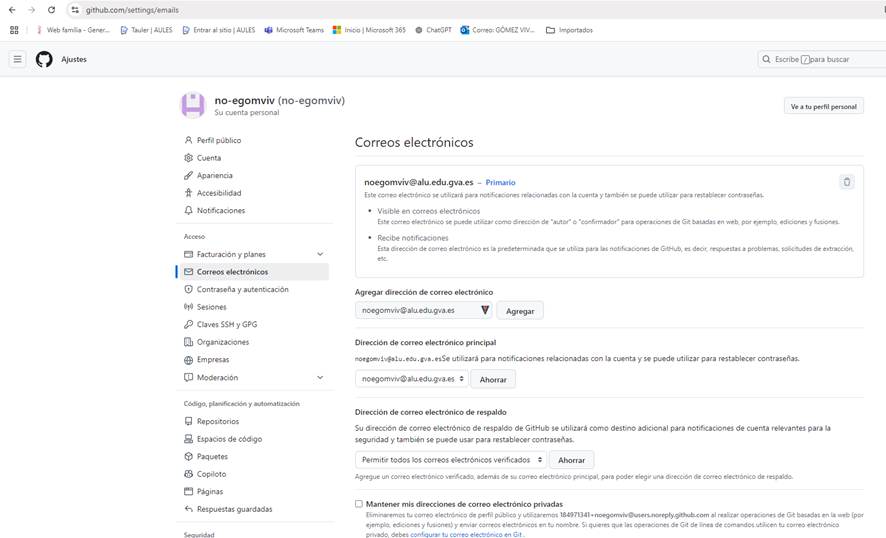 github.com/settings/emails
Web família - Gener...
Tauler | AULES
Entrar al sitio | AULES
Microsoft Teams
Inicio | Microsoft 365
ChatGPT
Correo: GÓMEZ VIV...
Importados
Ajustes
Escribe / para buscar
no-egomviv (no-egomviv)
Su cuenta personal
Ve a tu perfil personal
Perfil público
Cuenta
Apariencia
Accesibilidad
Notificaciones
Acceso
Facturación y planes
Correos electrónicos
Contraseña y autenticación
Sesiones
Claves SSH y GPG
Organizaciones
Empresas
Moderación
Código, planificación y automatización
Repositorios
Espacios de código
Paquetes
Copiloto
Páginas
Respuestas guardadas
Seguridad
Correos electrónicos
noegomviv@alu.edu.gva.es – Primario
Este correo electrónico se utilizará para notificaciones relacionadas con la cuenta y también se puede utilizar para restablecer contraseñas.
• Visible en correos electrónicos
Este correo electrónico se puede utilizar como dirección de "autor" o "confirmador" para operaciones de Git basadas en web, por ejemplo, ediciones y fusiones.
• Recibe notificaciones
Esta dirección de correo electrónico es la predeterminada que se utiliza para las notificaciones de GitHub, es decir, respuestas a problemas, solicitudes de extracción,
etc.
Agregar dirección de correo electrónico
noegomviv@alu.edu.gva.es
Agregar
Dirección de correo electrónico principal
noegomviv@alu.edu.gva.esSe utilizará para notificaciones relacionadas con la cuenta y se puede utilizar para restablecer contraseñas.
noegomviv@alu.edu.gva.es
Ahorrar
Dirección de correo electrónico de respaldo
Su dirección de correo electrónico de respaldo de GitHub se utilizará como destino adicional para notificaciones de cuenta relevantes para la
seguridad y también se puede usar para restablecer contraseñas.
Permitir todos los correos electrónicos verificados
Ahorrar
Agregue un correo electrónico verificado, además de su correo electrónico principal, para poder elegir una dirección de correo electrónico de respaldo.
Mantener mis direcciones de correo electrónico privadas
Eliminaremos tu correo electrónico de perfil público y utilizaremos 184971341+noegomviv@users.noreply.github.com al realizar operaciones de Git basadas en la web (por
ejemplo, ediciones y fusiones) y enviar correos electrónicos en tu nombre. Si quieres que las operaciones de Git de línea de comandos utilicen tu correo electrónico
privado, debes configurar tu correo electrónico en Git .